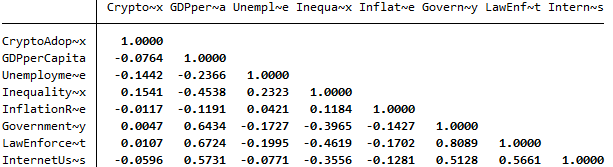 Crypto~x GDPper~a Unempl~e Inequa~x Inflat~e Govern~y LawEnf~t Intern~s
CryptoAdop~x 1.0000
GDPperCapita -0.0764 1.0000
Unemployme~e -0.1442 -0.2366 1.0000
Inequality~x 0.1541 -0.4538 0.2323 1.0000
InflationR~e -0.0117 -0.1191 0.0421 0.1184 1.0000
Government~y 0.0047 0.6434 -0.1727 -0.3965 -0.1427 1.0000
LawEnforce~t 0.0107 0.6724 -0.1995 -0.4619 -0.1702 0.8089 1.0000
InternetUs~s -0.0596 0.5731 -0.0771 -0.3556 -0.1281 0.5128 0.5661 1.0000